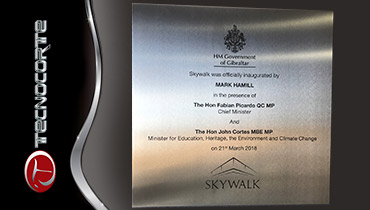 TECNOCORTE
HM Government
of Gibraltar
Skywalk was officially inaugurated by
MARK HAMILL
in the presence of
The Hon Fabian Picardo QC MP
Chief Minister
And
The Hon John Cortes MBE MP
Minister for Education, Heritage, the Environment and Climate Change
on 21st March 2018
SKYWALK